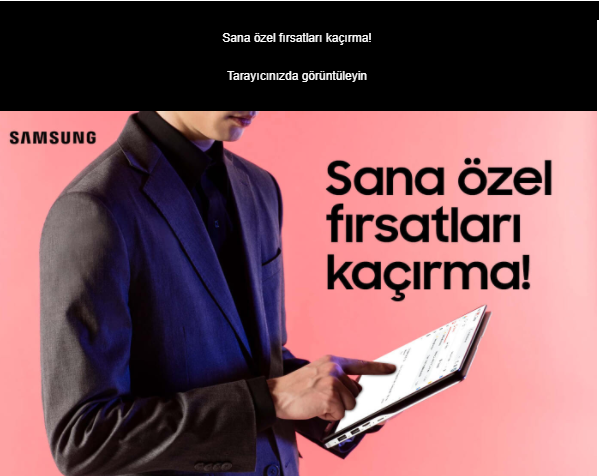 Sana özel fırsatları kaçırma!
Tarayıcınızda görüntüleyin
SAMSUNG
Sana özel
fırsatları
kaçırma!